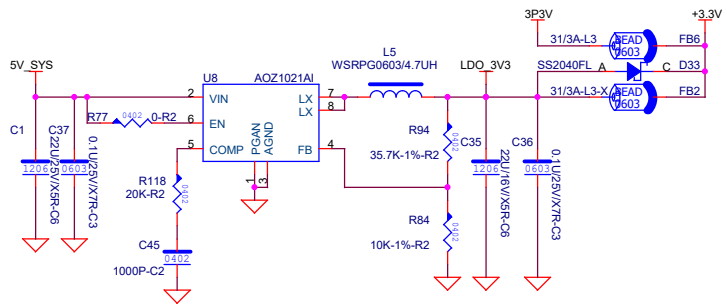 3P3V
+3.3V
31/3A-L3
BEAD
0603
FB6
5V_SYS
L5
WSRPG0603/4.7UH
LDO_3V3
SS2040FL
A
C
D33
U8
AOZ1021AI
31/3A-L3-X
BEAD
0603
FB2
2
VIN
LX
7
LX
8
R77
0402
0-R2
6
EN
C1
C37
5
COMP
PGAN
AGND
FB
4
R94
35.7K-1%-R2
0402
C35
C36
1206
22U/25V/X5R-C6
0603
0.1U/25V/X7R-C3
1
3
1206
22U/16V/X5R-C6
0603
0.1U/25V/X7R-C3
R118
20K-R2
0402
R84
10K-1%-R2
0402
C45
0402
1000P-C2